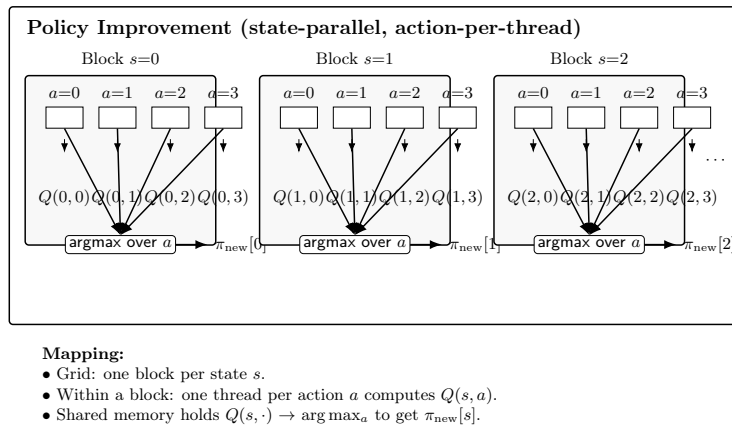 Policy Improvement (state-parallel, action-per-thread)
Block s=0 Block s=1 Block s=2
a=0 a=1 a=2 a=3 a=0 a=1 a=2 a=3 a=0 a=1 a=2 a=3
...
Q(0, 0) Q(0, 1) Q(0, 2) Q(0, 3) Q(1, 0) Q(1, 1) Q(1, 2) Q(1, 3) Q(2, 0) Q(2, 1) Q(2, 2) Q(2, 3)
argmax over a π_new[0] argmax over a π_new[1] argmax over a π_new[2]
Mapping:
• Grid: one block per state s.
• Within a block: one thread per action a computes Q(s, a).
• Shared memory holds Q(s, ·) → arg max_a to get π_new[s].